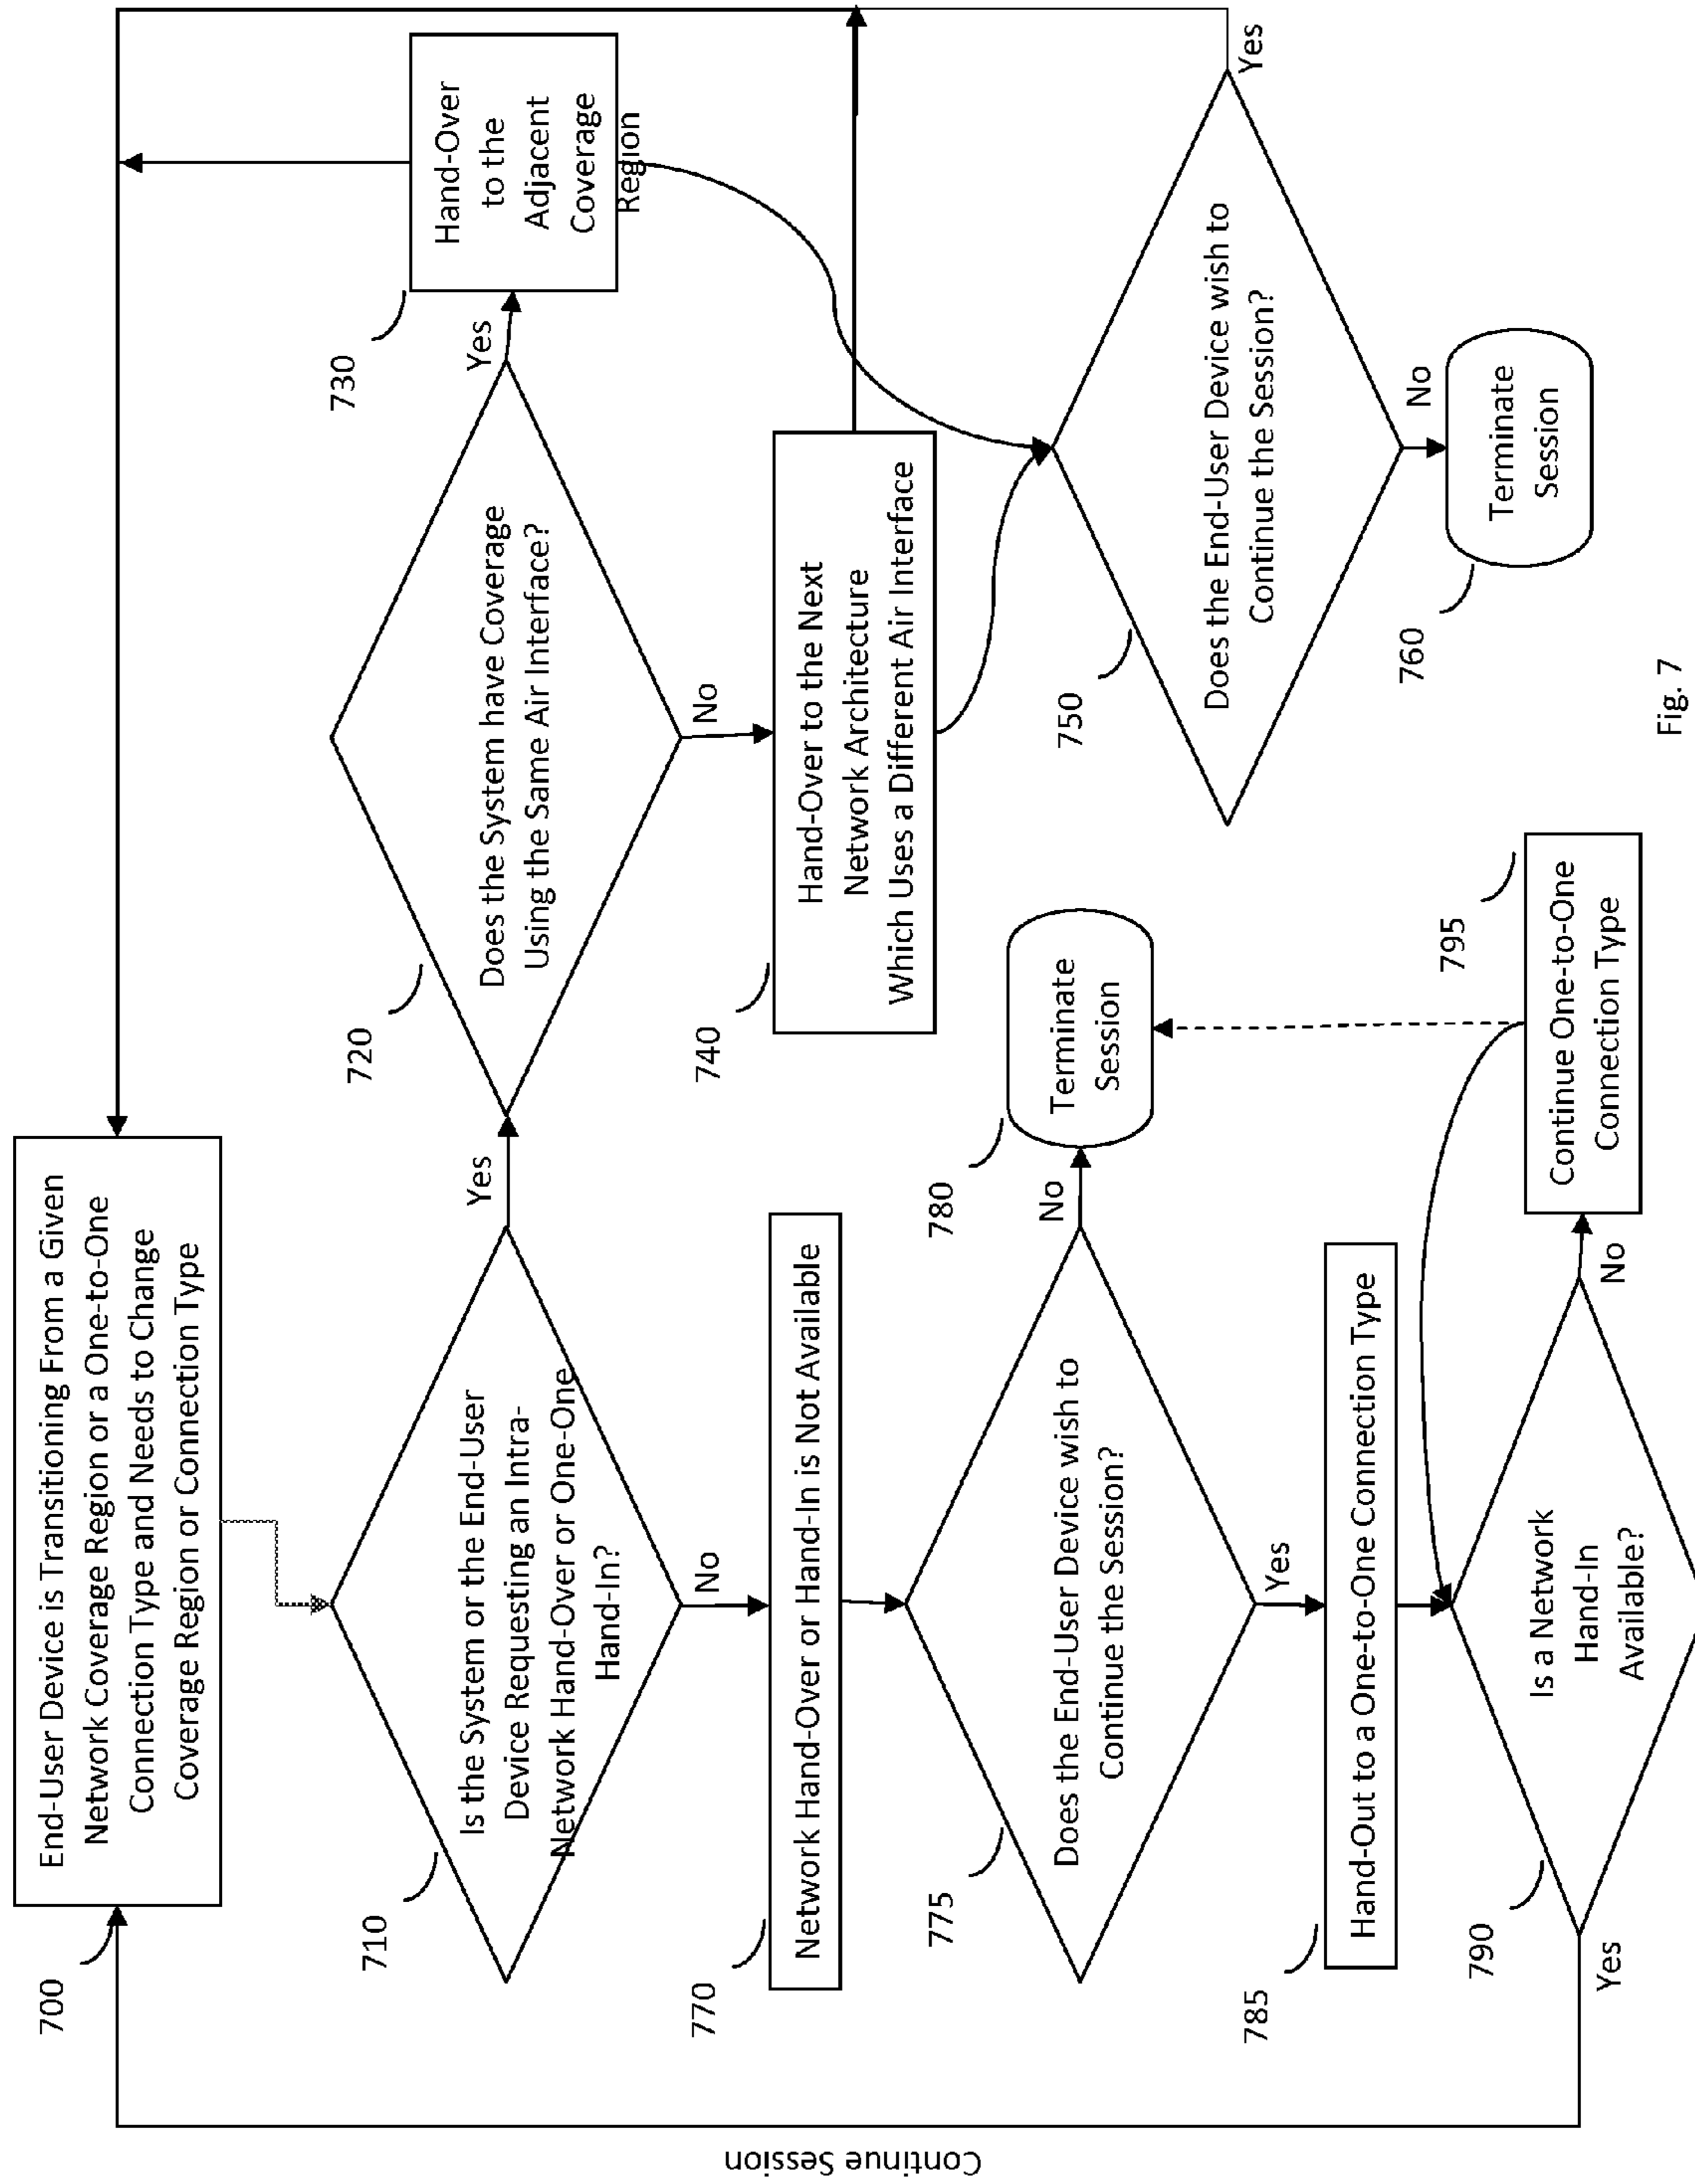 Continue Session
700
End-User Device is Transitioning From a Given
Network Coverage Region or a One-to-One
Connection Type and Needs to Change
Coverage Region or Connection Type
710
Is the System or the End-User
Device Requesting an Intra-
Network Hand-Over or One-One
Hand-In?
Yes
No
720
Does the System have Coverage
Using the Same Air Interface?
Yes
No
730
Hand-Over
to the
Adjacent
Coverage
Region
740
Hand-Over to the Next
Network Architecture
Which Uses a Different Air Interface
750
Does the End-User Device wish to
Continue the Session?
Yes
No
760
Terminate
Session
770
Network Hand-Over or Hand-In is Not Available
775
Does the End-User Device wish to
Continue the Session?
No
Yes
780
Terminate
Session
785
Hand-Out to a One-to-One Connection Type
790
Is a Network
Hand-In
Available?
Yes
No
795
Continue One-to-One
Connection Type
Fig. 7